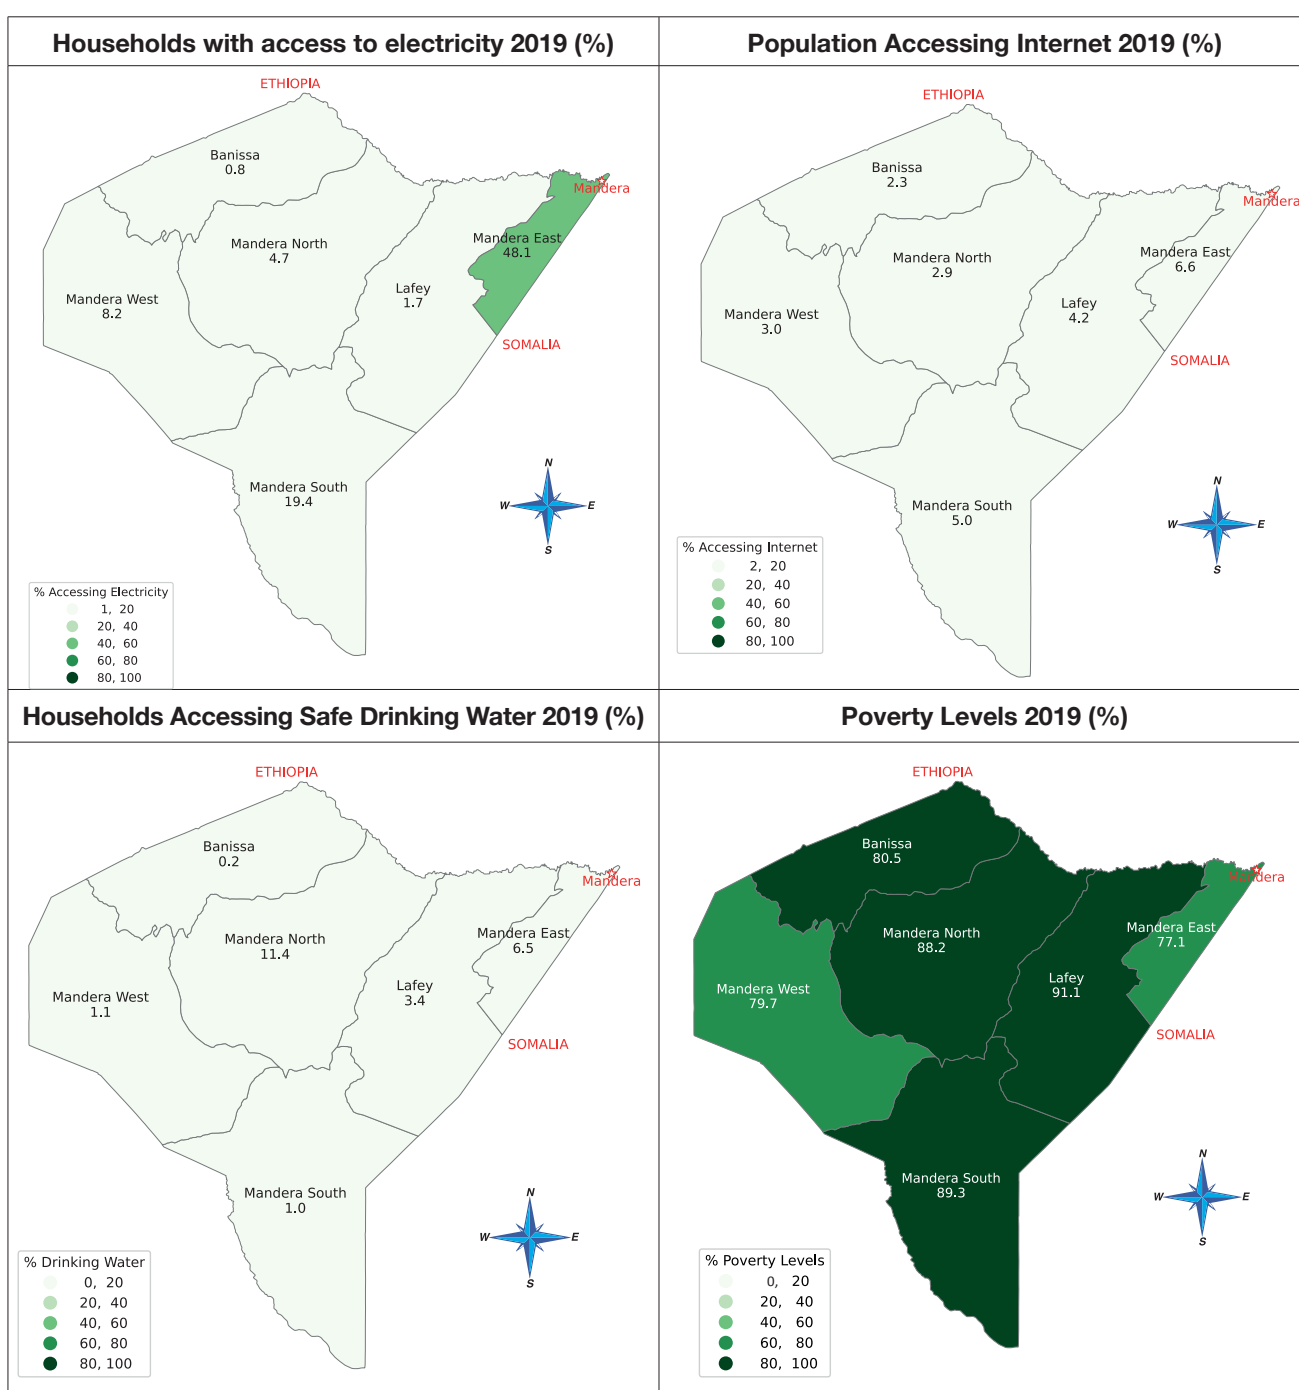 Households with access to electricity 2019 (%)
ETHIOPIA
Banissa
0.8
Mandera
Mandera North
4.7
Mandera East
48.1
Mandera West
8.2
Lafey
1.7
SOMALIA
Mandera South
19.4
N
W
E
S
% Accessing Electricity
1, 20
20, 40
40, 60
60, 80
80, 100
Population Accessing Internet 2019 (%)
ETHIOPIA
Banissa
2.3
Mandera
Mandera North
2.9
Mandera East
6.6
Mandera West
3.0
Lafey
4.2
SOMALIA
Mandera South
5.0
N
W
E
S
% Accessing Internet
2, 20
20, 40
40, 60
60, 80
80, 100
Households Accessing Safe Drinking Water 2019 (%)
ETHIOPIA
Banissa
0.2
Mandera
Mandera North
11.4
Mandera East
6.5
Mandera West
1.1
Lafey
3.4
SOMALIA
Mandera South
1.0
N
W
E
S
% Drinking Water
0, 20
20, 40
40, 60
60, 80
80, 100
Poverty Levels 2019 (%)
ETHIOPIA
Banissa
80.5
Mandera
Mandera North
88.2
Mandera East
77.1
Mandera West
79.7
Lafey
91.1
SOMALIA
Mandera South
89.3
N
W
E
S
% Poverty Levels
0, 20
20, 40
40, 60
60, 80
80, 100